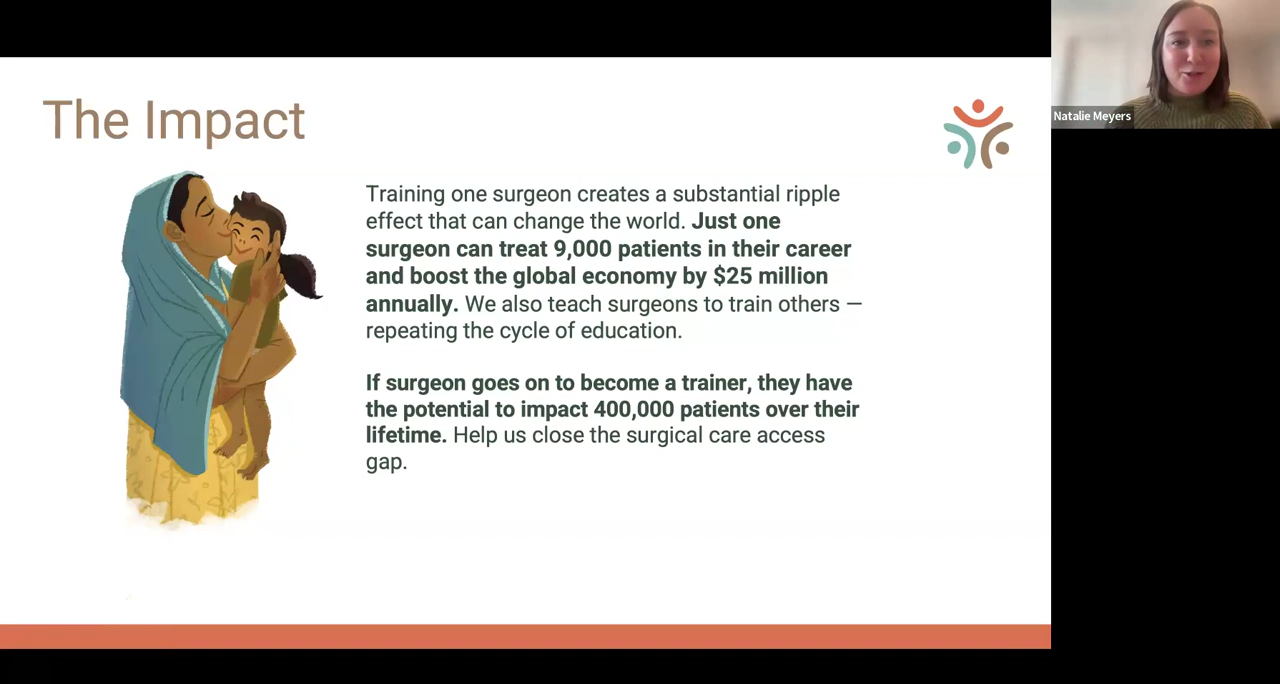 The Impact
Training one surgeon creates a substantial ripple
effect that can change the world. Just one
surgeon can treat 9,000 patients in their career
and boost the global economy by $25 million
annually. We also teach surgeons to train others —
repeating the cycle of education.
If surgeon goes on to become a trainer, they have
the potential to impact 400,000 patients over their
lifetime. Help us close the surgical care access
gap.
Natalie Meyers